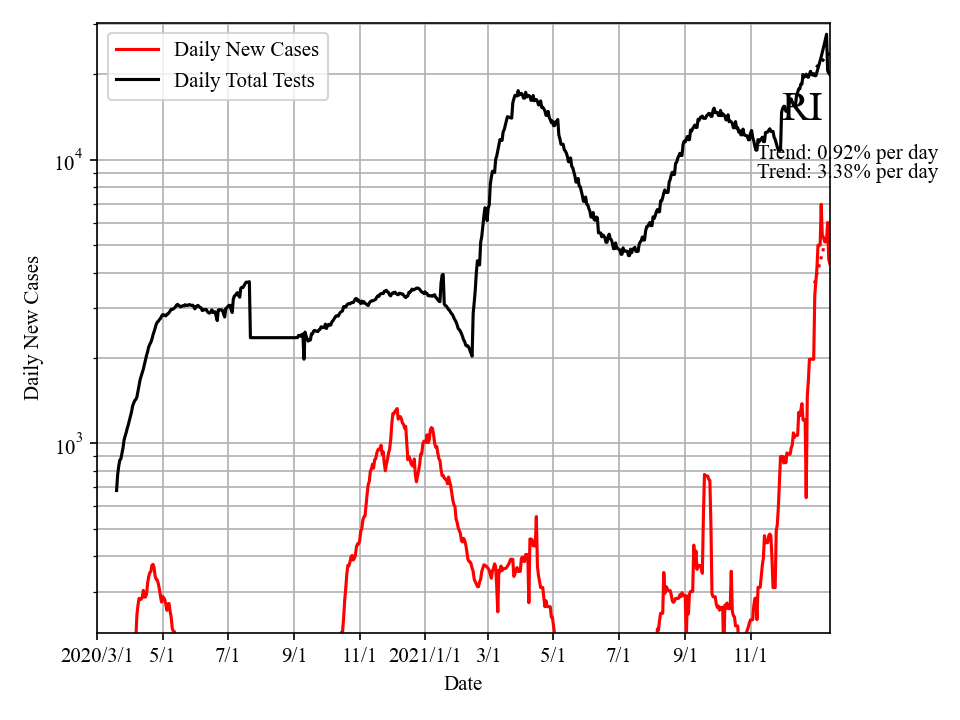 Daily New Cases
Daily Total Tests
RI
Trend: 0.92% per day
Trend: 3.38% per day
10^4
10^3
Daily New Cases
2020/3/1 5/1 7/1 9/1 11/1 2021/1/1 3/1 5/1 7/1 9/1 11/1
Date